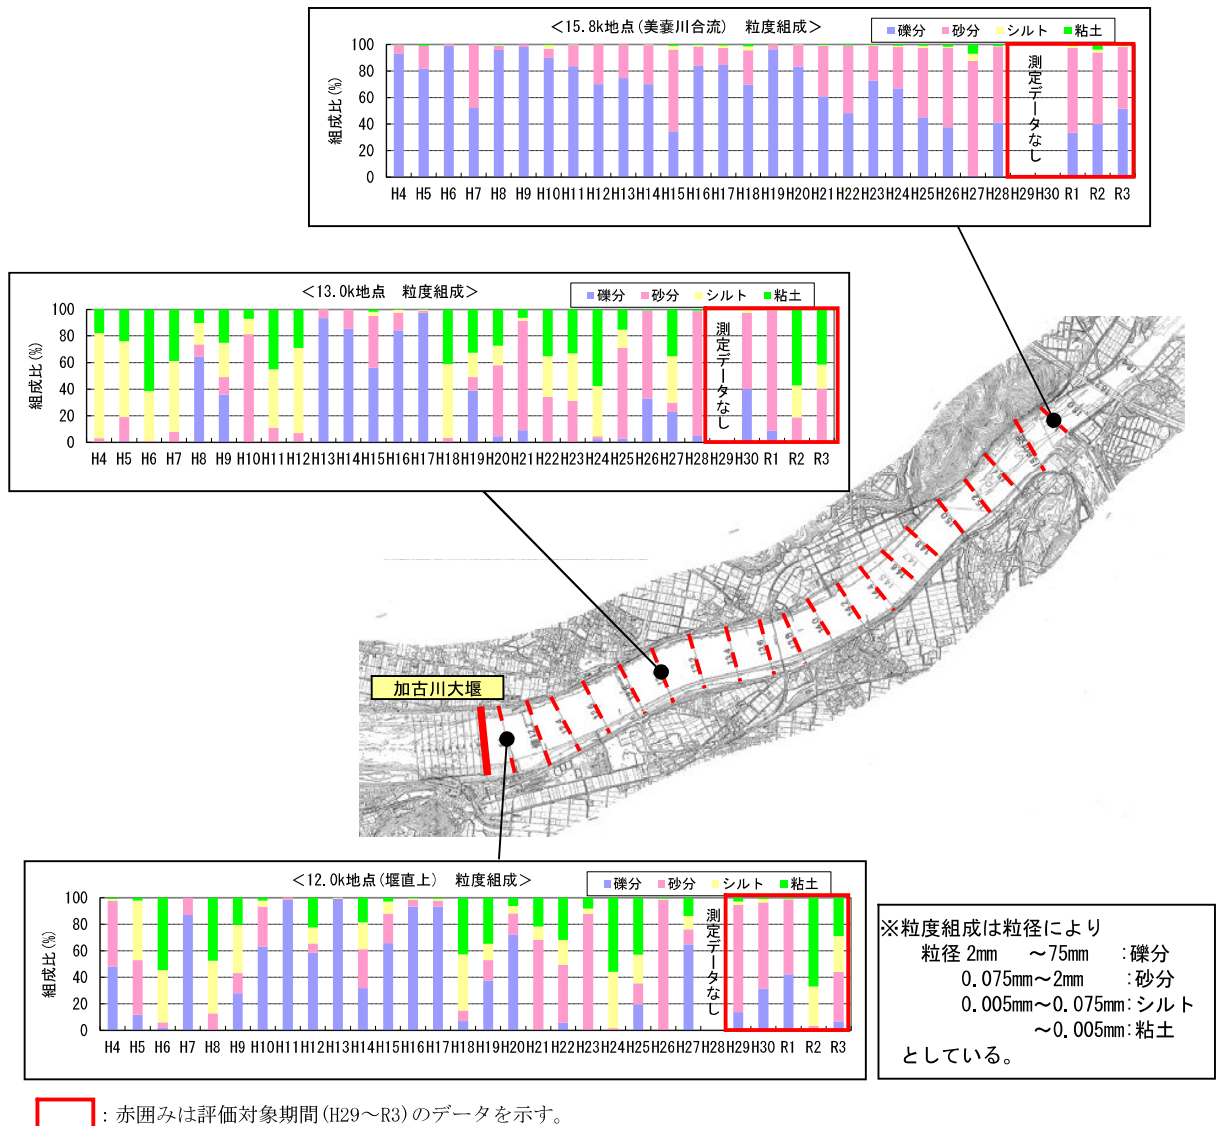 ＜15.8k地点(美嚢川合流)　粒度組成＞
礫分 砂分 シルト 粘土
組成比(%)
100
80
60
40
20
0
測定データなし
H4 H5 H6 H7 H8 H9 H10 H11 H12 H13 H14 H15 H16 H17 H18 H19 H20 H21 H22 H23 H24 H25 H26 H27 H28 H29 H30 R1 R2 R3
＜13.0k地点　粒度組成＞
礫分 砂分 シルト 粘土
組成比(%)
100
80
60
40
20
0
測定データなし
H4 H5 H6 H7 H8 H9 H10 H11 H12 H13 H14 H15 H16 H17 H18 H19 H20 H21 H22 H23 H24 H25 H26 H27 H28 H29 H30 R1 R2 R3
加古川大堰
＜12.0k地点(堰直上)　粒度組成＞
礫分 砂分 シルト 粘土
組成比(%)
100
80
60
40
20
0
測定データなし
H4 H5 H6 H7 H8 H9 H10 H11 H12 H13 H14 H15 H16 H17 H18 H19 H20 H21 H22 H23 H24 H25 H26 H27 H28 H29 H30 R1 R2 R3
※粒度組成は粒径により
粒径 2mm　～75mm　:礫分
0.075mm～2mm　:砂分
0.005mm～0.075mm:シルト
～0.005mm:粘土
としている。
：赤囲みは評価対象期間(H29～R3)のデータを示す。